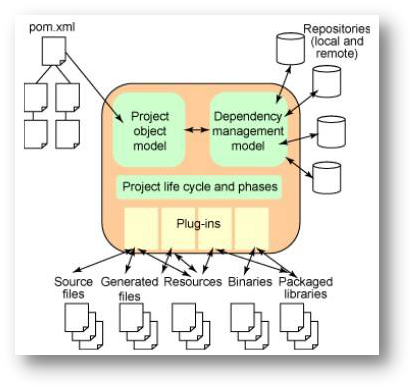 pom.xml
Repositories
(local and
remote)
Project
object
model
Dependency
management
model
Project life cycle and phases
Plug-ins
Source
files
Generated
files
Resources
Binaries
Packaged
libraries